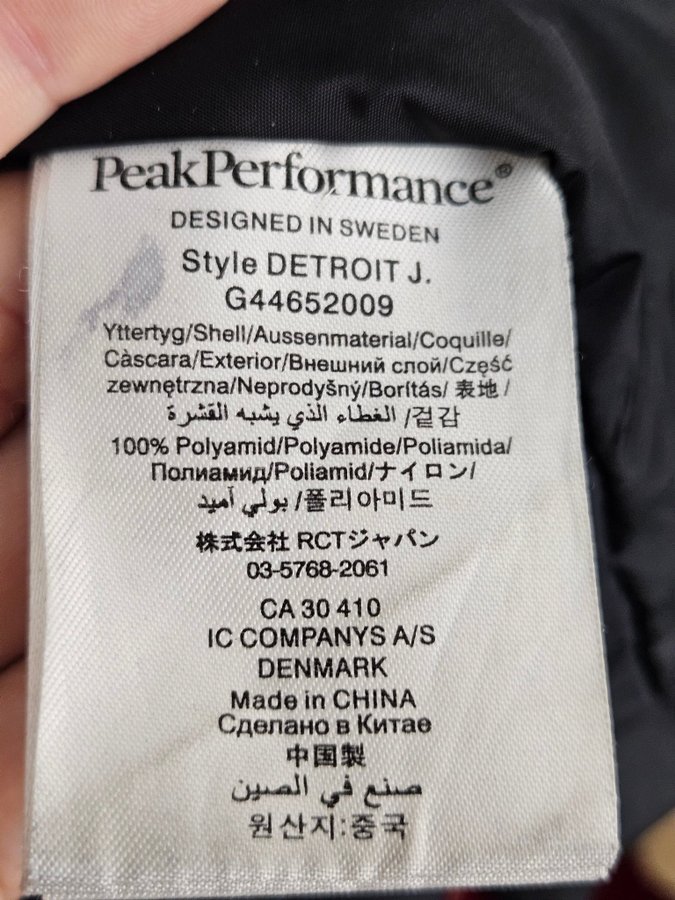 PeakPerformance®
DESIGNED IN SWEDEN
Style DETROIT J.
G44652009
Yttertyg/Shell/Aussenmaterial/Coquille/
Càscara/Exterior/Внешний слой/Część
zewnętrzna/Neprodyšný/Borítás/ 表地 /
الغطاء الذي يشبه القشرة /겉감
100% Polyamid/Polyamide/Poliamida/
Полиамид/Poliamid/ナイロン/
بولي آميد /폴리아미드
株式会社 RCTジャパン
03-5768-2061
CA 30 410
IC COMPANYS A/S
DENMARK
Made in CHINA
Сделано в Китае
中国製
صنع في الصين
원산지:중국